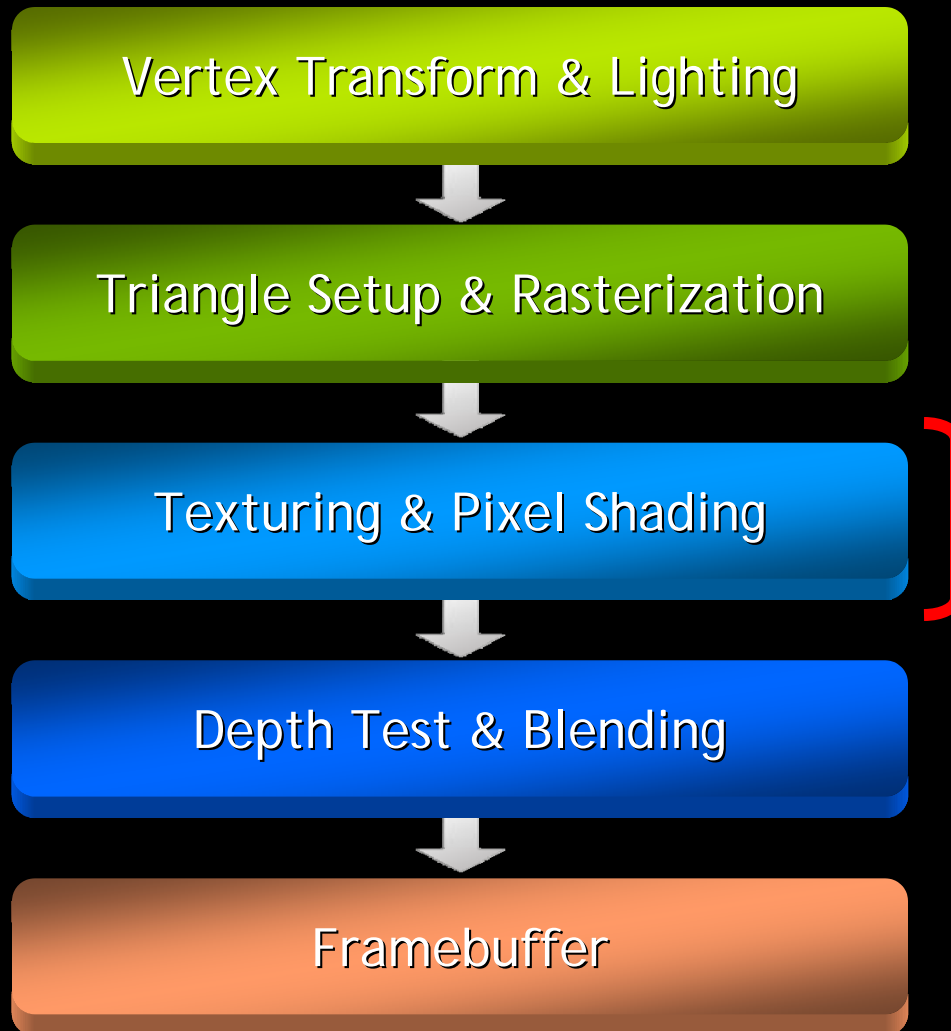 Vertex Transform & Lighting
Triangle Setup & Rasterization
Texturing & Pixel Shading
Depth Test & Blending
Framebuffer